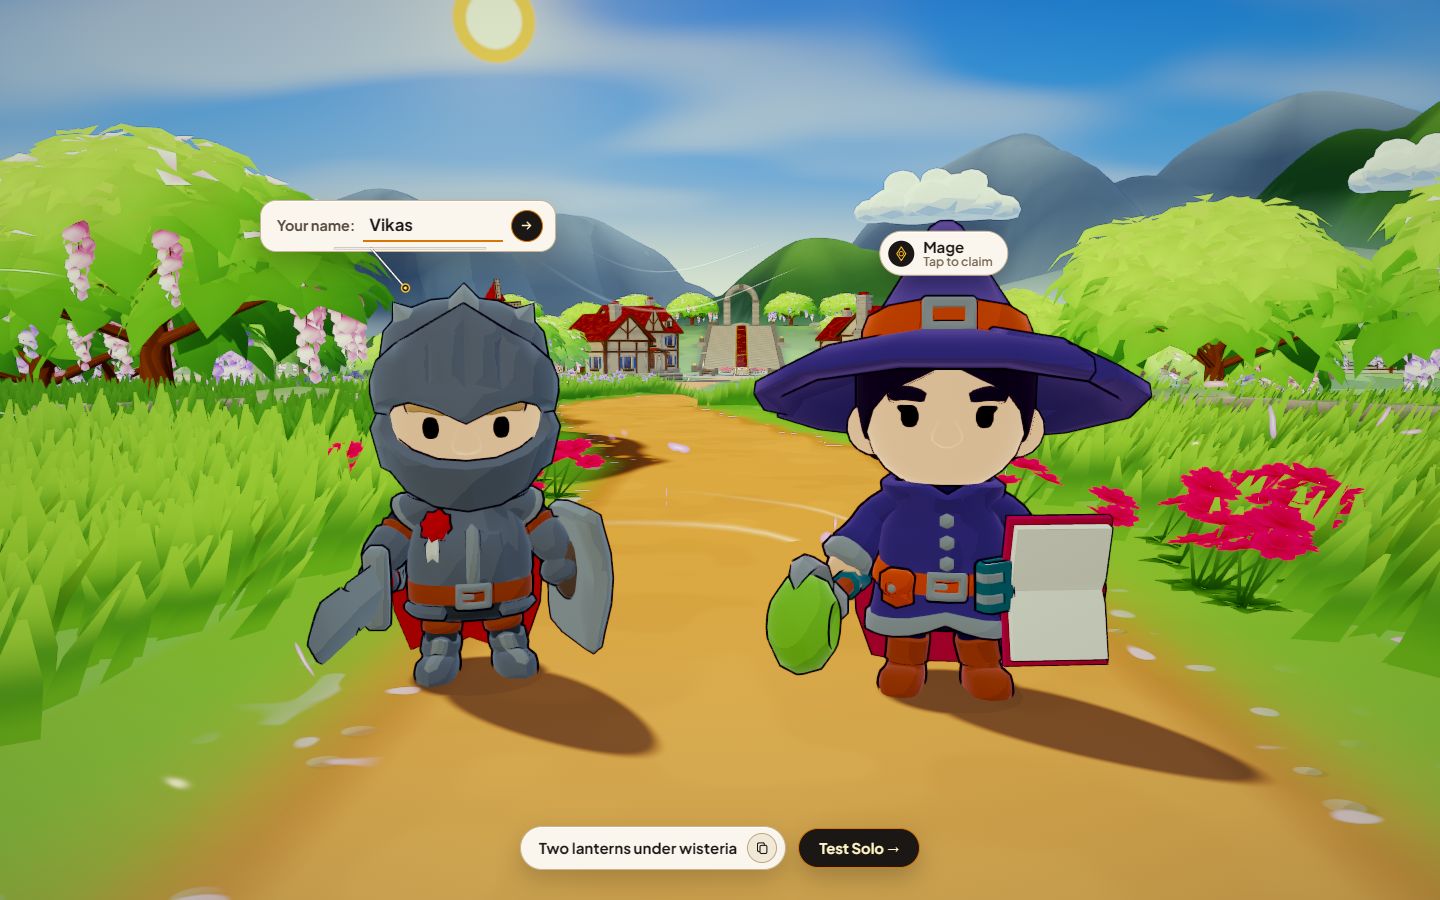 Your name: Vikas
Mage
Tap to claim
Two lanterns under wisteria
Test Solo →